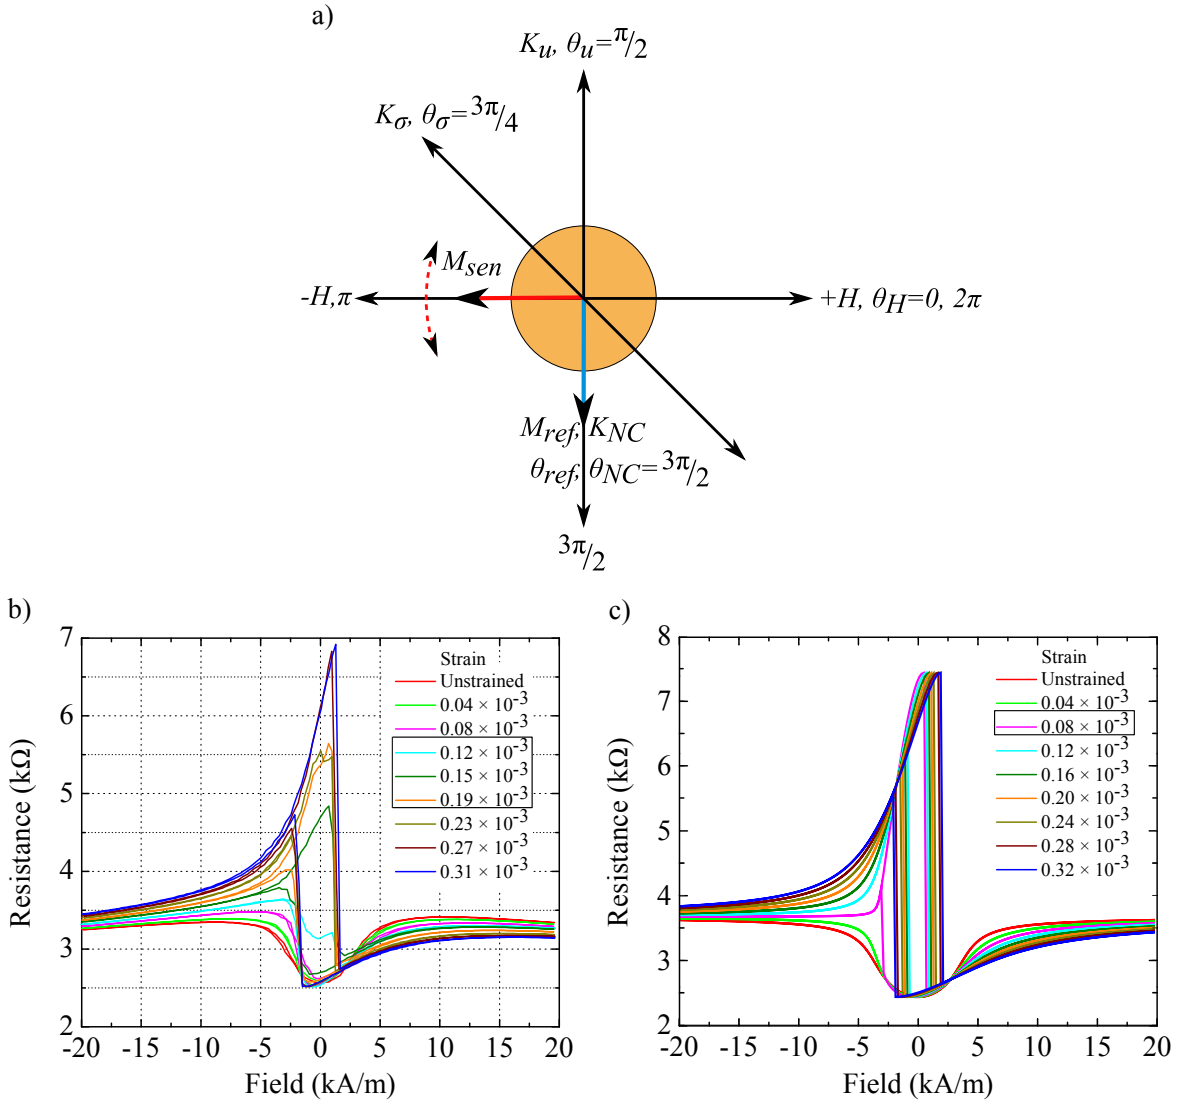 a)
K_u, θ_u=π/2
K_σ, θ_σ=3π/4
M_sen
-H,π
+H, θ_H=0, 2π
M_ref, K_NC
θ_ref, θ_NC=3π/2
3π/2
b)
7
6
5
4
3
2
-20
-15
-10
-5
0
5
10
15
20
Resistance (kΩ)
Field (kA/m)
Strain
Unstrained
0.04 × 10⁻³
0.08 × 10⁻³
0.12 × 10⁻³
0.15 × 10⁻³
0.19 × 10⁻³
0.23 × 10⁻³
0.27 × 10⁻³
0.31 × 10⁻³
c)
8
7
6
5
4
3
2
-20
-15
-10
-5
0
5
10
15
20
Resistance (kΩ)
Field (kA/m)
Strain
Unstrained
0.04 × 10⁻³
0.08 × 10⁻³
0.12 × 10⁻³
0.16 × 10⁻³
0.20 × 10⁻³
0.24 × 10⁻³
0.28 × 10⁻³
0.32 × 10⁻³